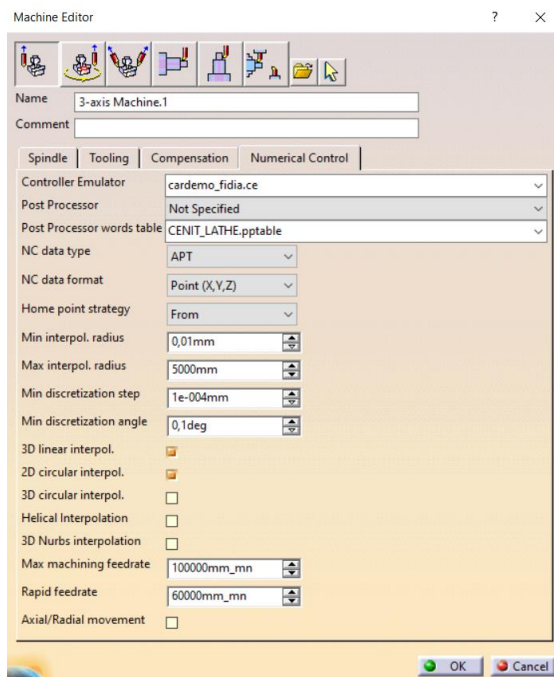 Machine Editor
?
Name
3-axis Machine.1
Comment
Spindle Tooling Compensation Numerical Control
Controller Emulator cardemo_fidia.ce
Post Processor Not Specified
Post Processor words table CENIT_LATHE.pptable
NC data type APT
NC data format Point (X,Y,Z)
Home point strategy From
Min interpol. radius 0,01mm
Max interpol. radius 5000mm
Min discretization step 1e-004mm
Min discretization angle 0,1deg
3D linear interpol.
2D circular interpol.
3D circular interpol.
Helical Interpolation
3D Nurbs interpolation
Max machining feedrate 100000mm_mn
Rapid feedrate 60000mm_mn
Axial/Radial movement
OK Cancel